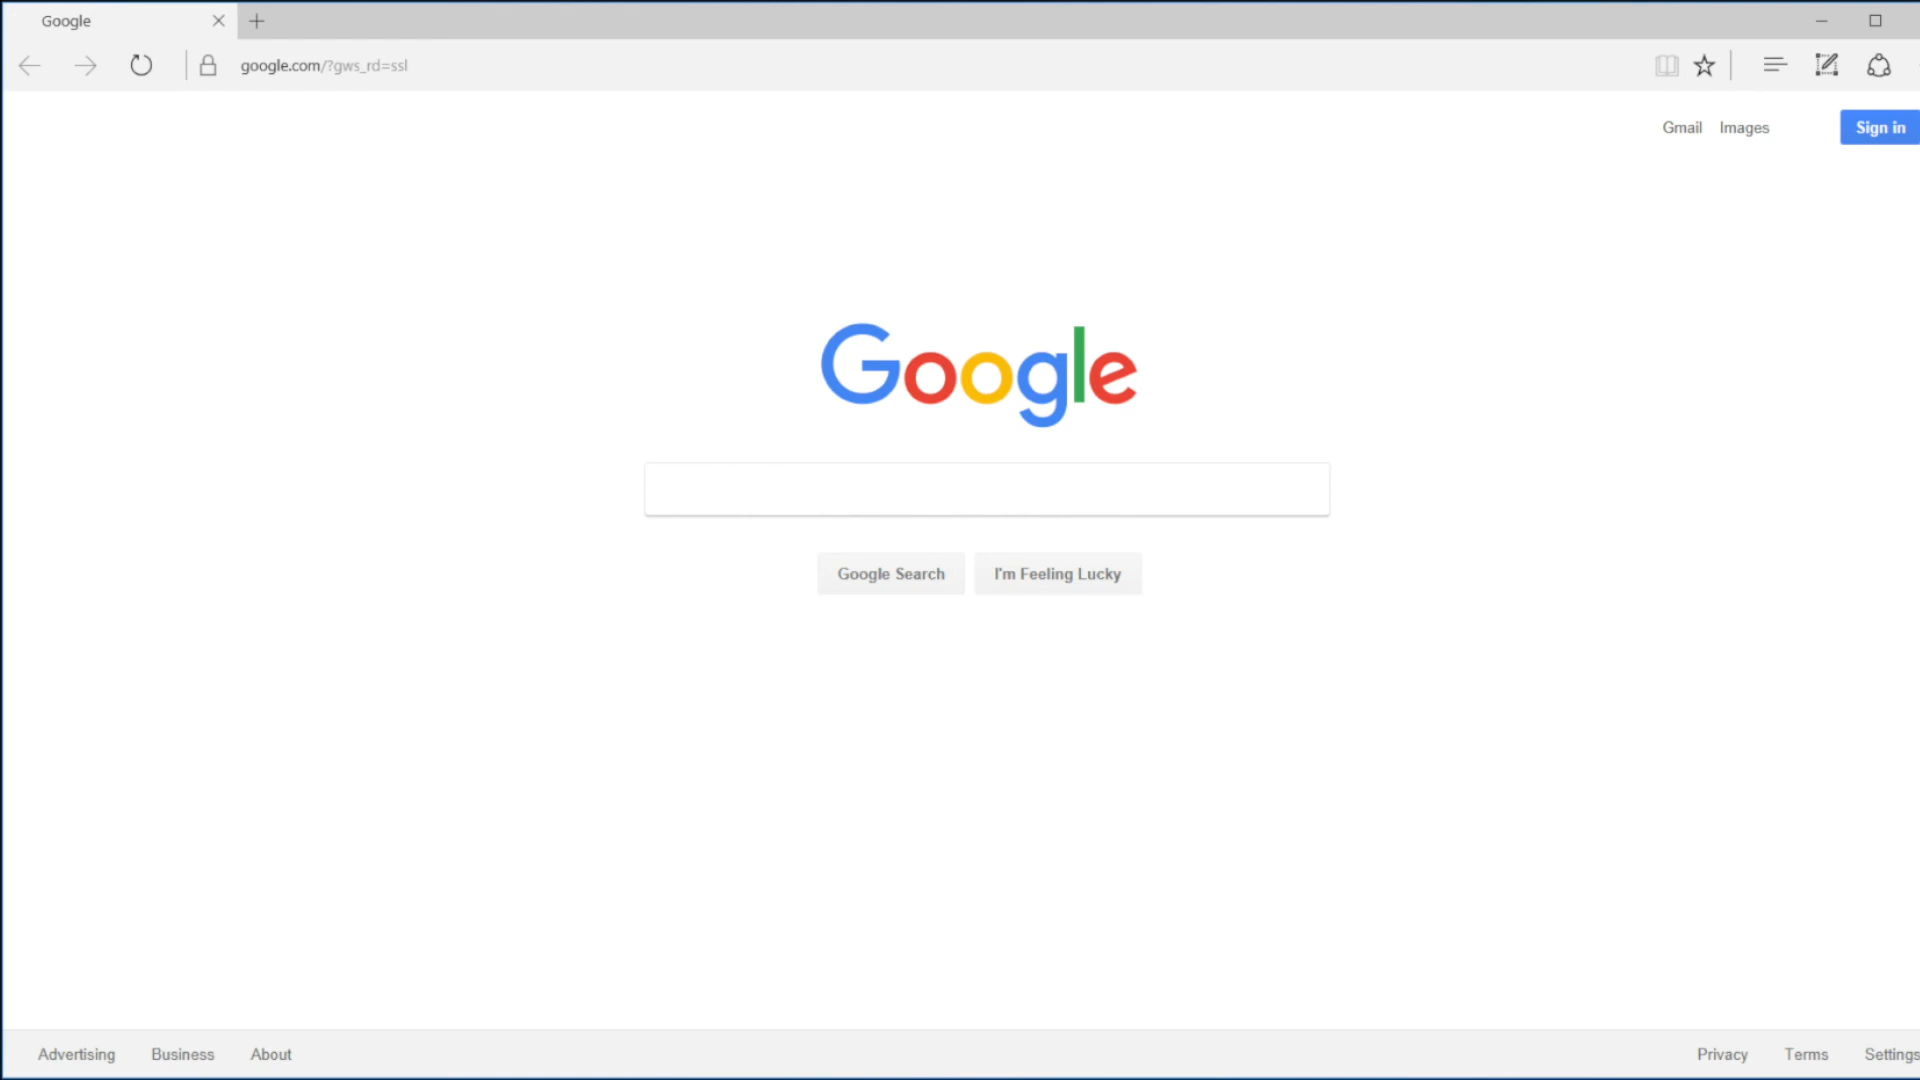 Google
google.com/?gws_rd=ssl
Gmail Images Sign in
Google
Google Search I'm Feeling Lucky
Advertising Business About Privacy Terms Settings